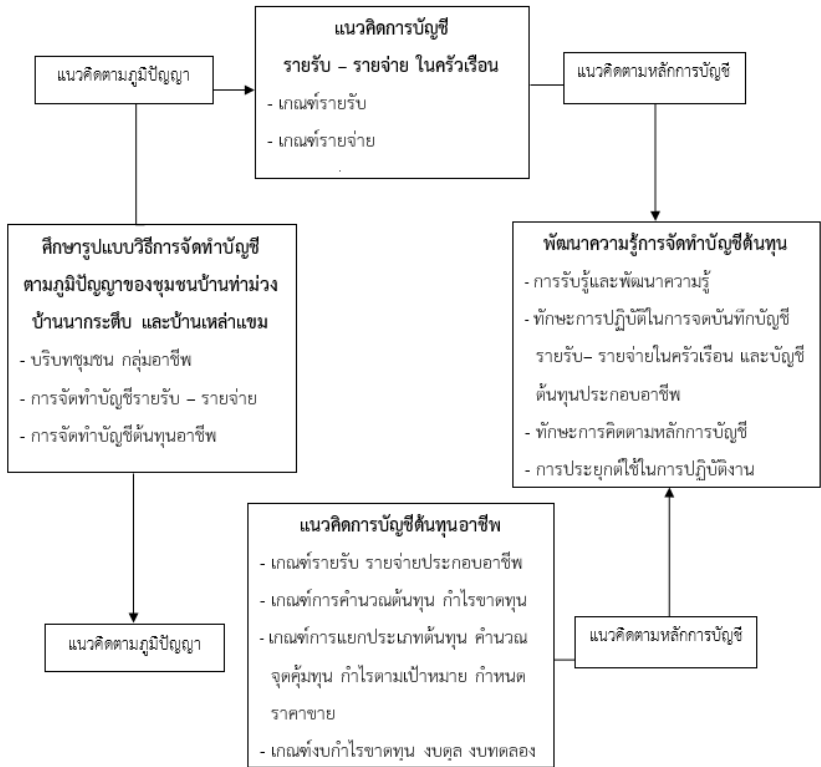 แนวคิดการบัญชี
รายรับ – รายจ่าย ในครัวเรือน
- เกณฑ์รายรับ
- เกณฑ์รายจ่าย
แนวคิดตามภูมิปัญญา
แนวคิดตามหลักการบัญชี
ศึกษารูปแบบวิธีการจัดทำบัญชี
ตามภูมิปัญญาของชุมชนบ้านท่าม่วง
บ้านนากระตึบ และบ้านเหล่าแขม
- บริบทชุมชน กลุ่มอาชีพ
- การจัดทำบัญชีรายรับ – รายจ่าย
- การจัดทำบัญชีต้นทุนอาชีพ
พัฒนาความรู้การจัดทำบัญชีต้นทุน
- การรับรู้และพัฒนาความรู้
- ทักษะการปฏิบัติในการจดบันทึกบัญชี
รายรับ– รายจ่ายในครัวเรือน และบัญชี
ต้นทุนประกอบอาชีพ
- ทักษะการคิดตามหลักการบัญชี
- การประยุกต์ใช้ในการปฏิบัติงาน
แนวคิดการบัญชีต้นทุนอาชีพ
- เกณฑ์รายรับ รายจ่ายประกอบอาชีพ
- เกณฑ์การคำนวณต้นทุน กำไรขาดทุน
- เกณฑ์การแยกประเภทต้นทุน คำนวณ
จุดคุ้มทุน กำไรตามเป้าหมาย กำหนด
ราคาขาย
- เกณฑ์งบกำไรขาดทุน งบดุล งบทดลอง
แนวคิดตามภูมิปัญญา
แนวคิดตามหลักการบัญชี